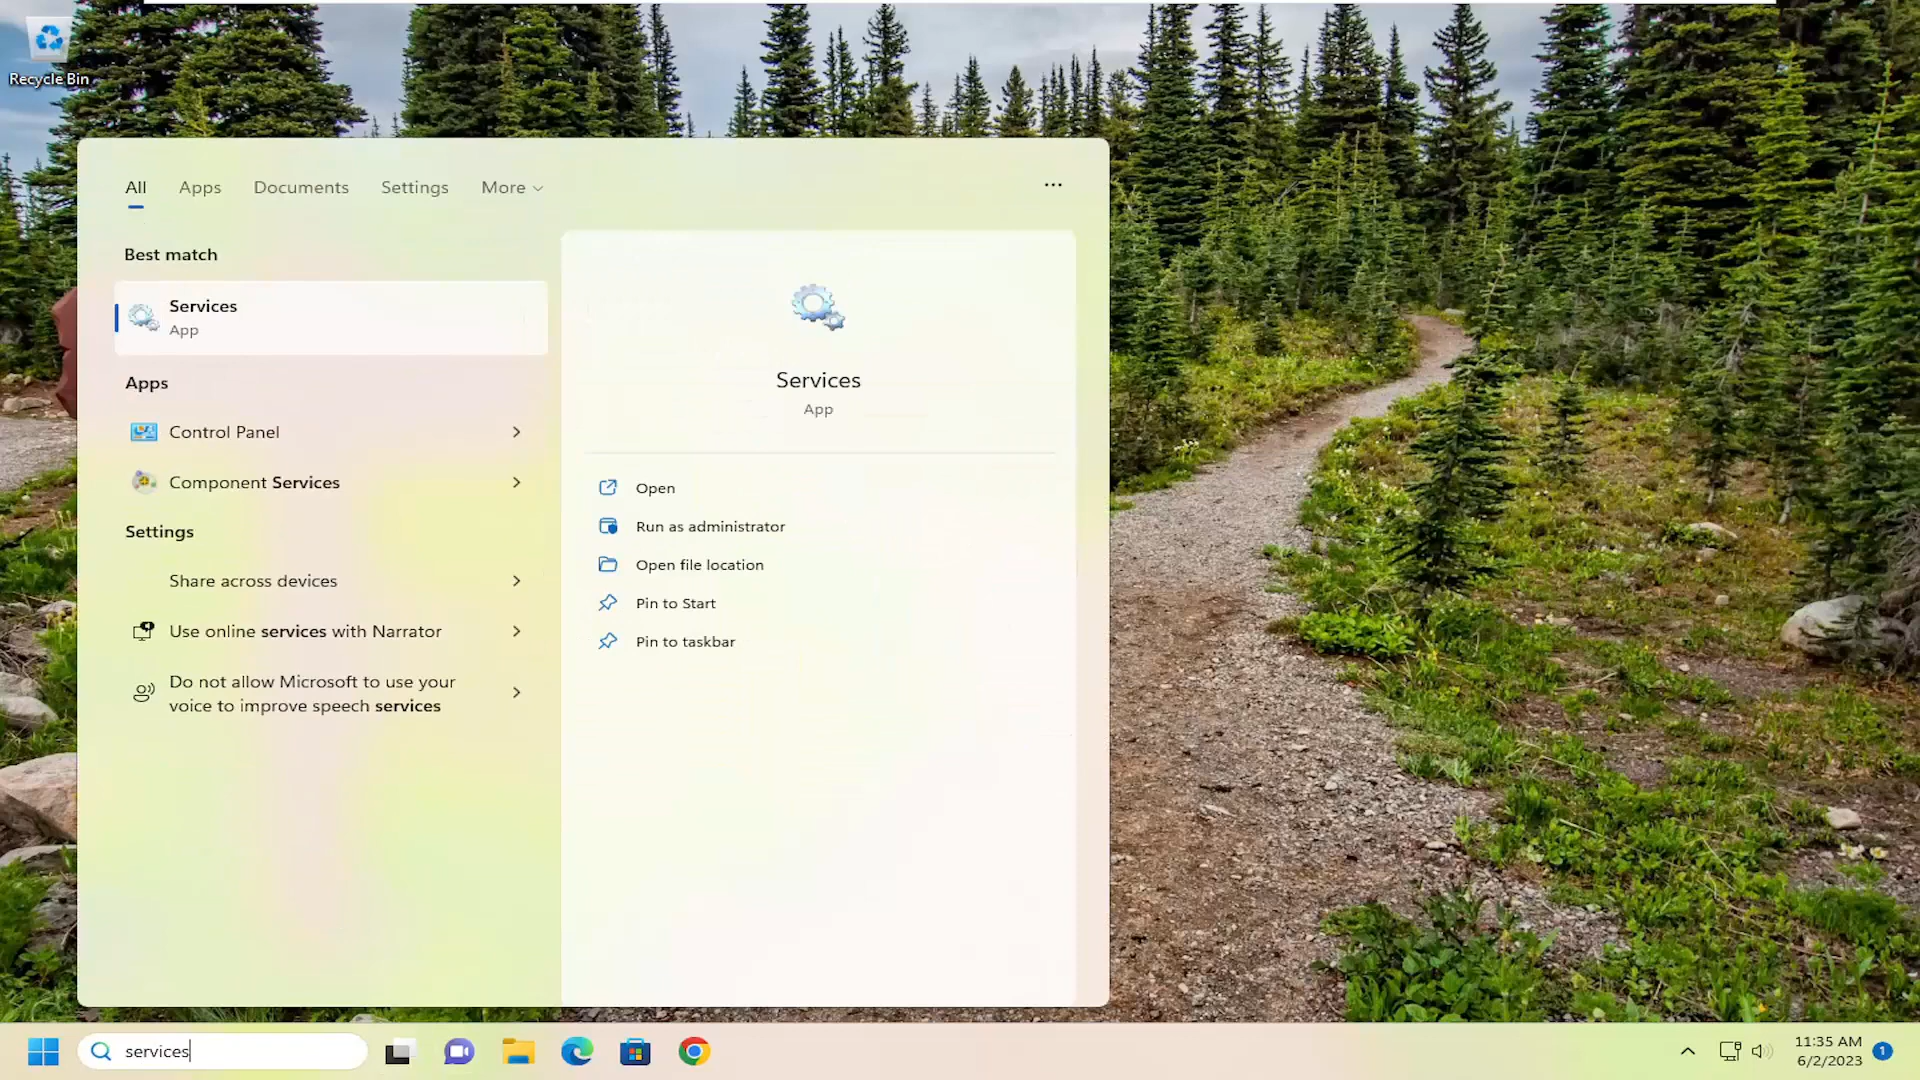 Recycle Bin
All Apps Documents Settings More
Best match
Services
App
Apps
Control Panel
Component Services
Settings
Share across devices
Use online services with Narrator
Do not allow Microsoft to use your
voice to improve speech services
Services
App
Open
Run as administrator
Open file location
Pin to Start
Pin to taskbar
services
11:35 AM
6/2/2023
1